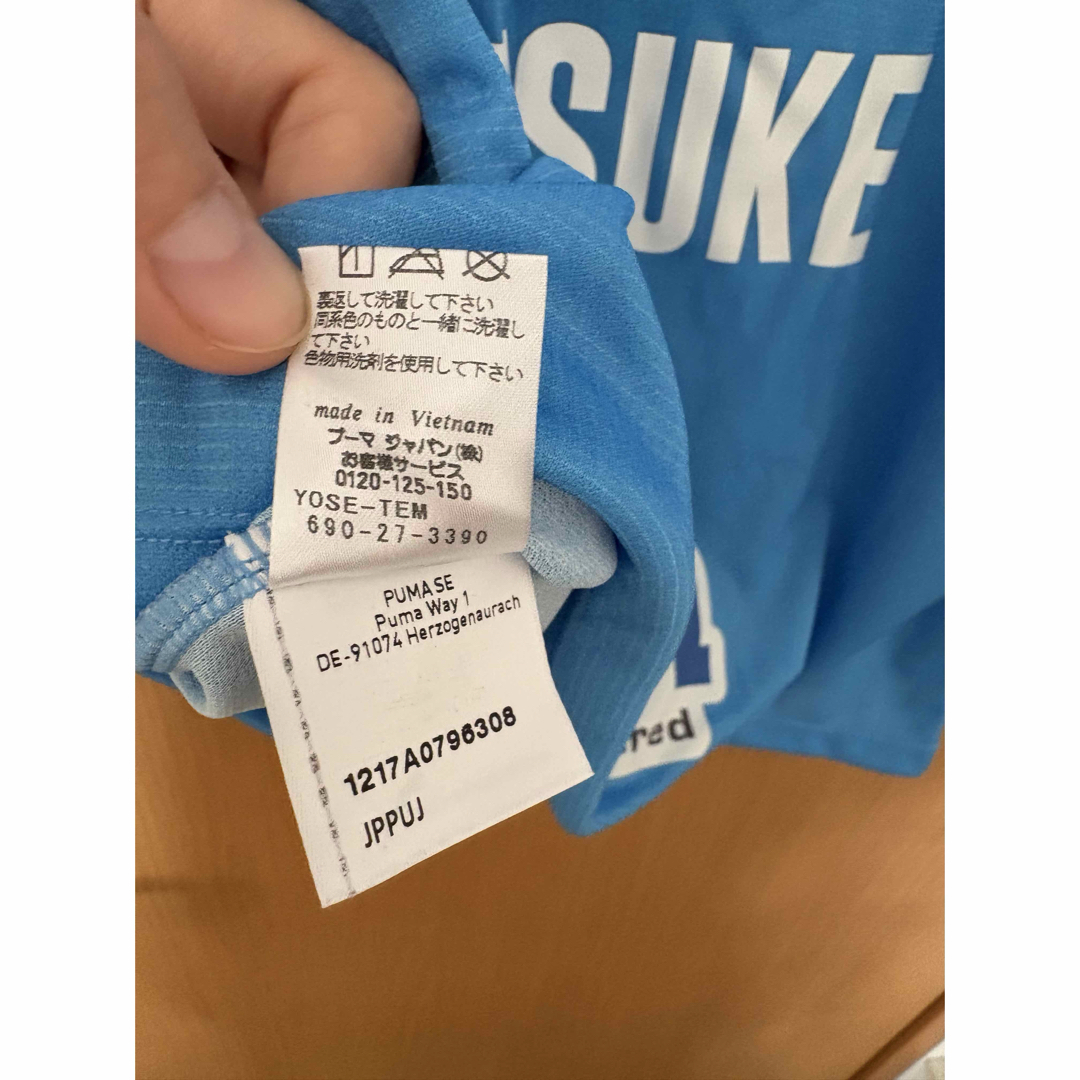 SUKE
裏返して洗濯して下さい
同系色のものと一緒に洗濯し
て下さい
色物用洗剤を使用して下さい
made in Vietnam
プーマ ジャパン(株)
お客様サービス
0120-125-150
YOSE-TEM
690-27-3390
PUMA SE
Puma Way 1
DE-91074 Herzogenaurach
1217A0796308
JPPUJ
red